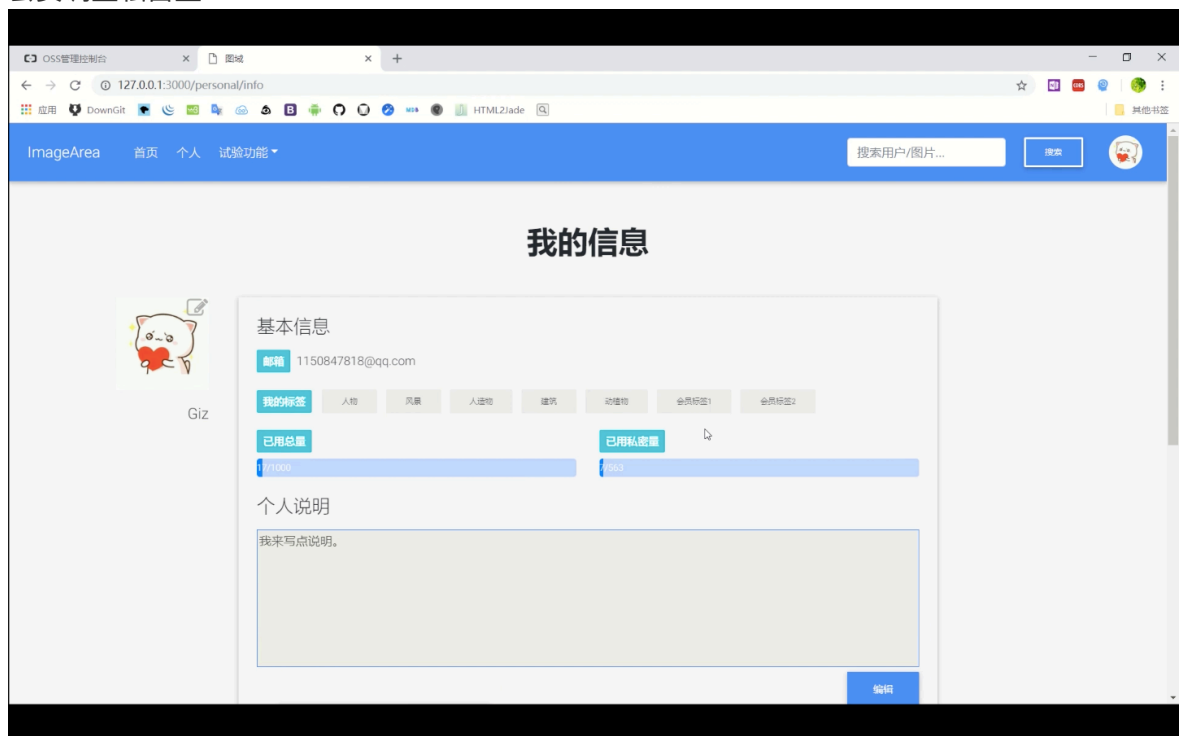 OSS管理控制台
图域
127.0.0.1:3000/personal/info
应用 DownGit HTML2Jade 其他书签
ImageArea 首页 个人 试验功能 搜索用户/图片... 搜索
我的信息
基本信息
邮箱 1150847818@qq.com
我的标签 人物 风景 人造物 建筑 动植物 会员标签1 会员标签2
Giz
已用总量 已用私密量
17/1000 7/563
个人说明
我来写点说明。
编辑